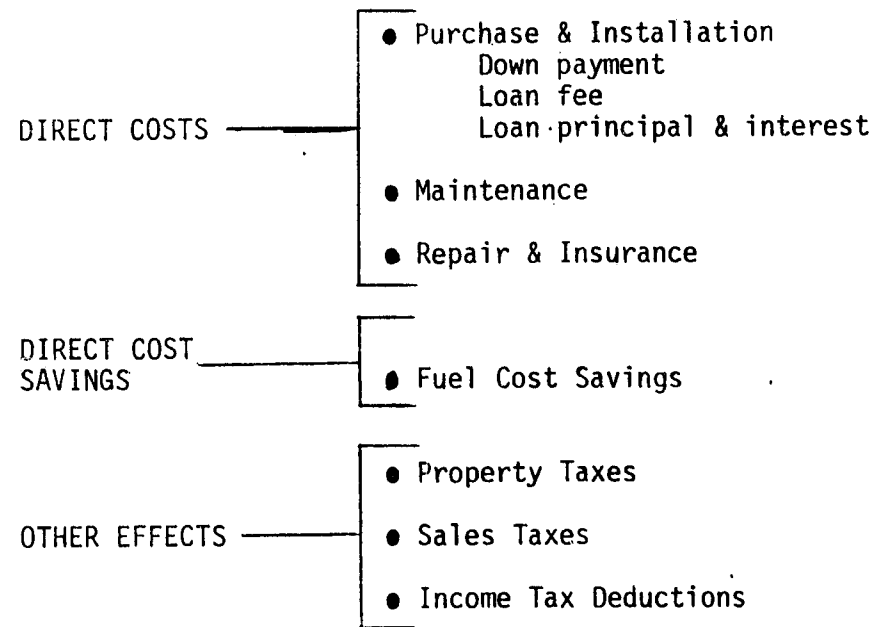 DIRECT COSTS
● Purchase & Installation
Down payment
Loan fee
Loan principal & interest
● Maintenance
● Repair & Insurance
DIRECT COST
SAVINGS
● Fuel Cost Savings
OTHER EFFECTS
● Property Taxes
● Sales Taxes
● Income Tax Deductions